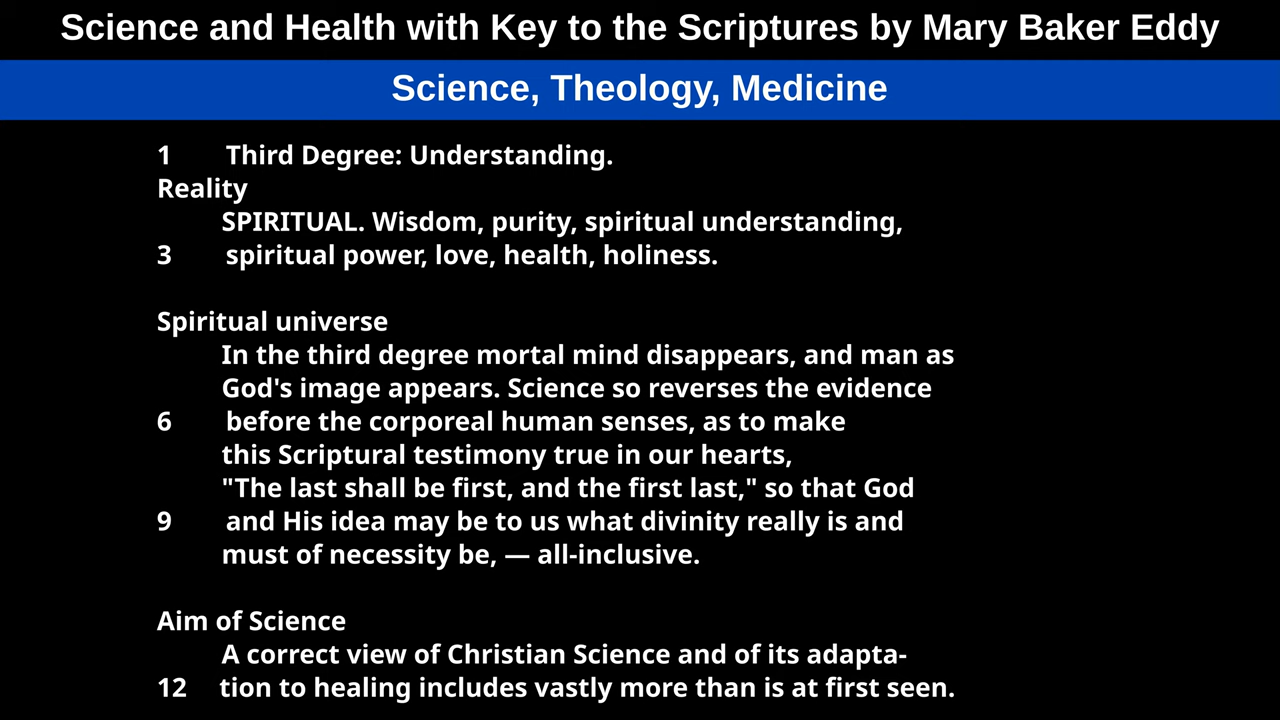 Science and Health with Key to the Scriptures by Mary Baker Eddy
Science, Theology, Medicine
1 Third Degree: Understanding.
Reality
SPIRITUAL. Wisdom, purity, spiritual understanding,
3 spiritual power, love, health, holiness.
Spiritual universe
In the third degree mortal mind disappears, and man as
God's image appears. Science so reverses the evidence
6 before the corporeal human senses, as to make
this Scriptural testimony true in our hearts,
"The last shall be first, and the first last," so that God
9 and His idea may be to us what divinity really is and
must of necessity be, — all-inclusive.
Aim of Science
A correct view of Christian Science and of its adapta-
12 tion to healing includes vastly more than is at first seen.